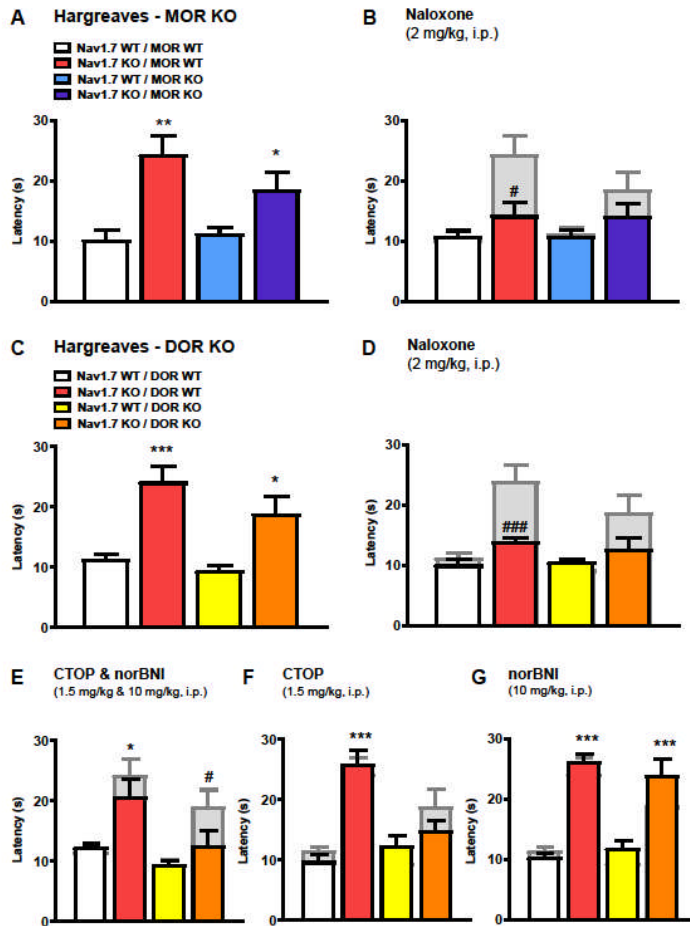 A Hargreaves - MOR KO
Nav1.7 WT / MOR WT
Nav1.7 KO / MOR WT
Nav1.7 WT / MOR KO
Nav1.7 KO / MOR KO
30
20
10
0
Latency (s)
**
*
B Naloxone
(2 mg/kg, i.p.)
30
20
10
0
Latency (s)
#
C Hargreaves - DOR KO
Nav1.7 WT / DOR WT
Nav1.7 KO / DOR WT
Nav1.7 WT / DOR KO
Nav1.7 KO / DOR KO
30
20
10
0
Latency (s)
***
*
D Naloxone
(2 mg/kg, i.p.)
30
20
10
0
Latency (s)
###
E CTOP & norBNI
(1.5 mg/kg & 10 mg/kg, i.p.)
30
20
10
0
Latency (s)
*
#
F CTOP
(1.5 mg/kg, i.p.)
30
20
10
0
Latency (s)
***
G norBNI
(10 mg/kg, i.p.)
30
20
10
0
Latency (s)
***
***